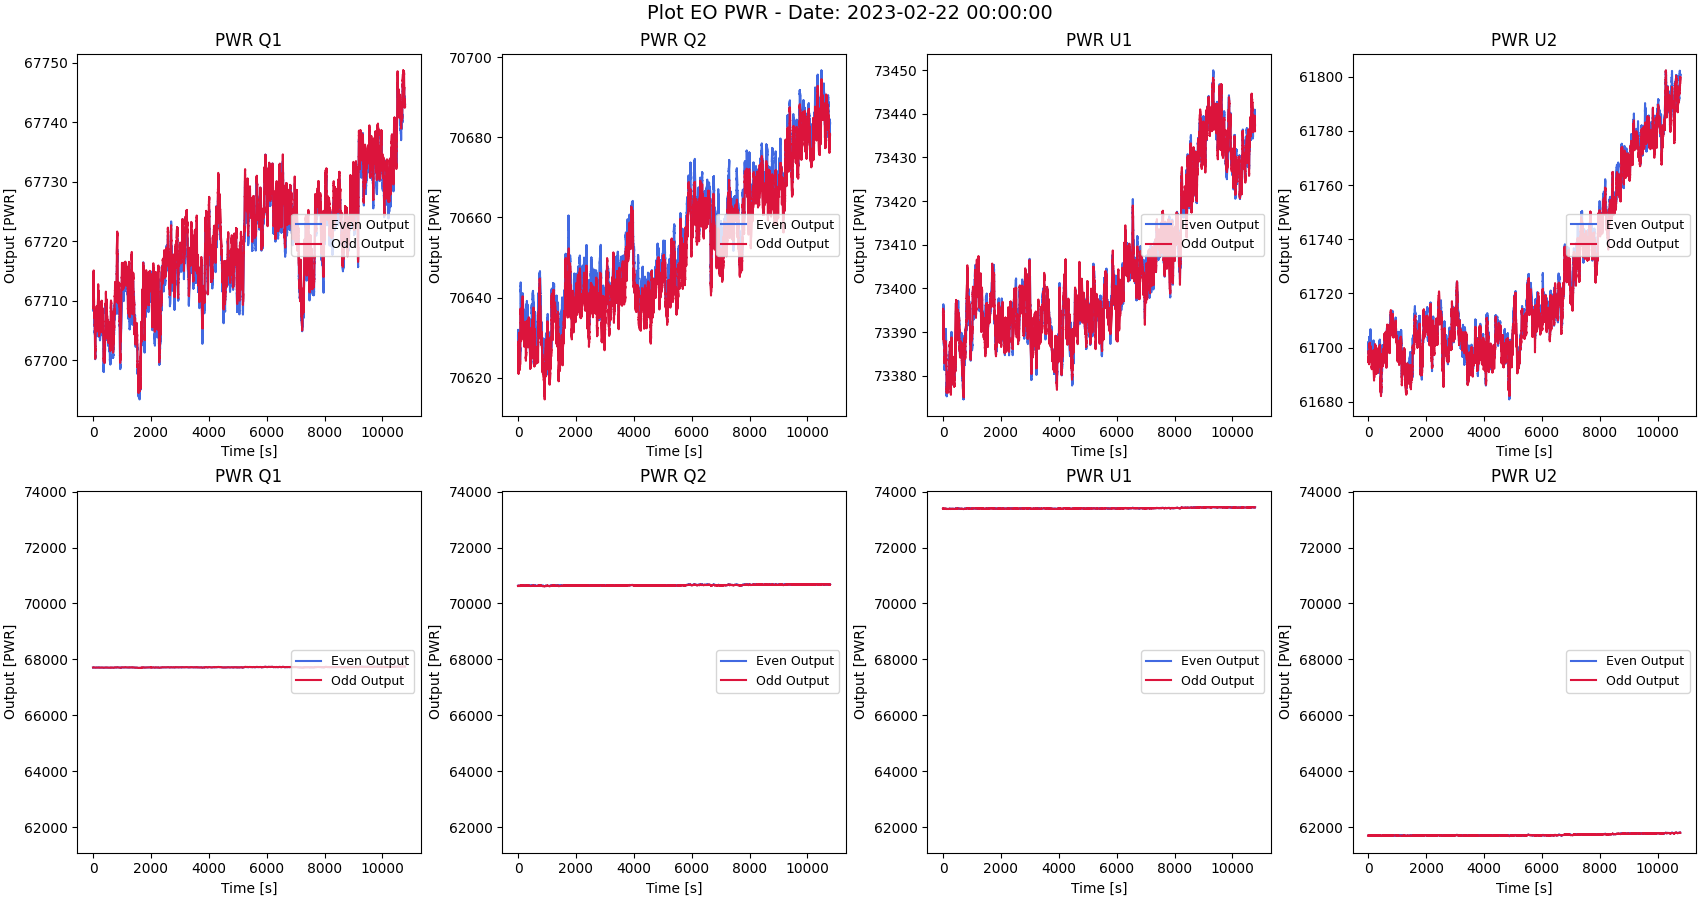 Plot EO PWR - Date: 2023-02-22 00:00:00
PWR Q1
Output [PWR]
67750
67740
67730
67720
67710
67700
Even Output
Odd Output
0 2000 4000 6000 8000 10000
Time [s]
PWR Q2
Output [PWR]
70700
70680
70660
70640
70620
Even Output
Odd Output
0 2000 4000 6000 8000 10000
Time [s]
PWR U1
Output [PWR]
73450
73440
73430
73420
73410
73400
73390
73380
Even Output
Odd Output
0 2000 4000 6000 8000 10000
Time [s]
PWR U2
Output [PWR]
61800
61780
61760
61740
61720
61700
61680
Even Output
Odd Output
0 2000 4000 6000 8000 10000
Time [s]
PWR Q1
Output [PWR]
74000
72000
70000
68000
66000
64000
62000
Even Output
Odd Output
0 2000 4000 6000 8000 10000
Time [s]
PWR Q2
Output [PWR]
74000
72000
70000
68000
66000
64000
62000
Even Output
Odd Output
0 2000 4000 6000 8000 10000
Time [s]
PWR U1
Output [PWR]
74000
72000
70000
68000
66000
64000
62000
Even Output
Odd Output
0 2000 4000 6000 8000 10000
Time [s]
PWR U2
Output [PWR]
74000
72000
70000
68000
66000
64000
62000
Even Output
Odd Output
0 2000 4000 6000 8000 10000
Time [s]